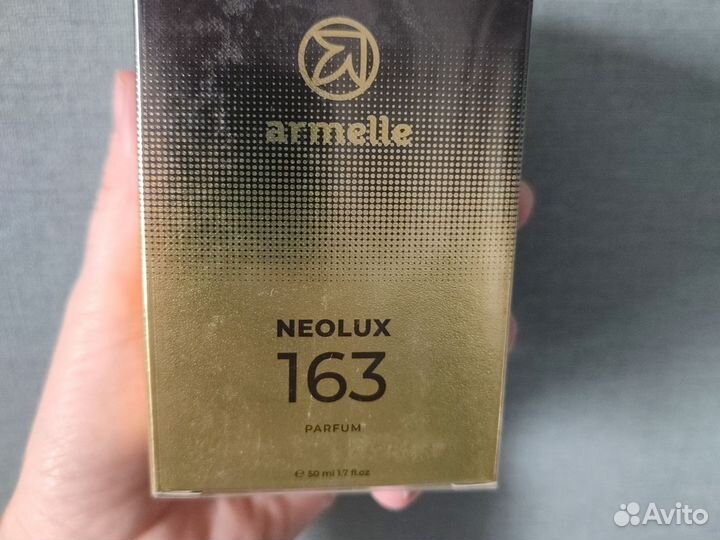 armelle
NEOLUX
163
PARFUM
℮ 50 ml 1.7 fl.oz
Avito